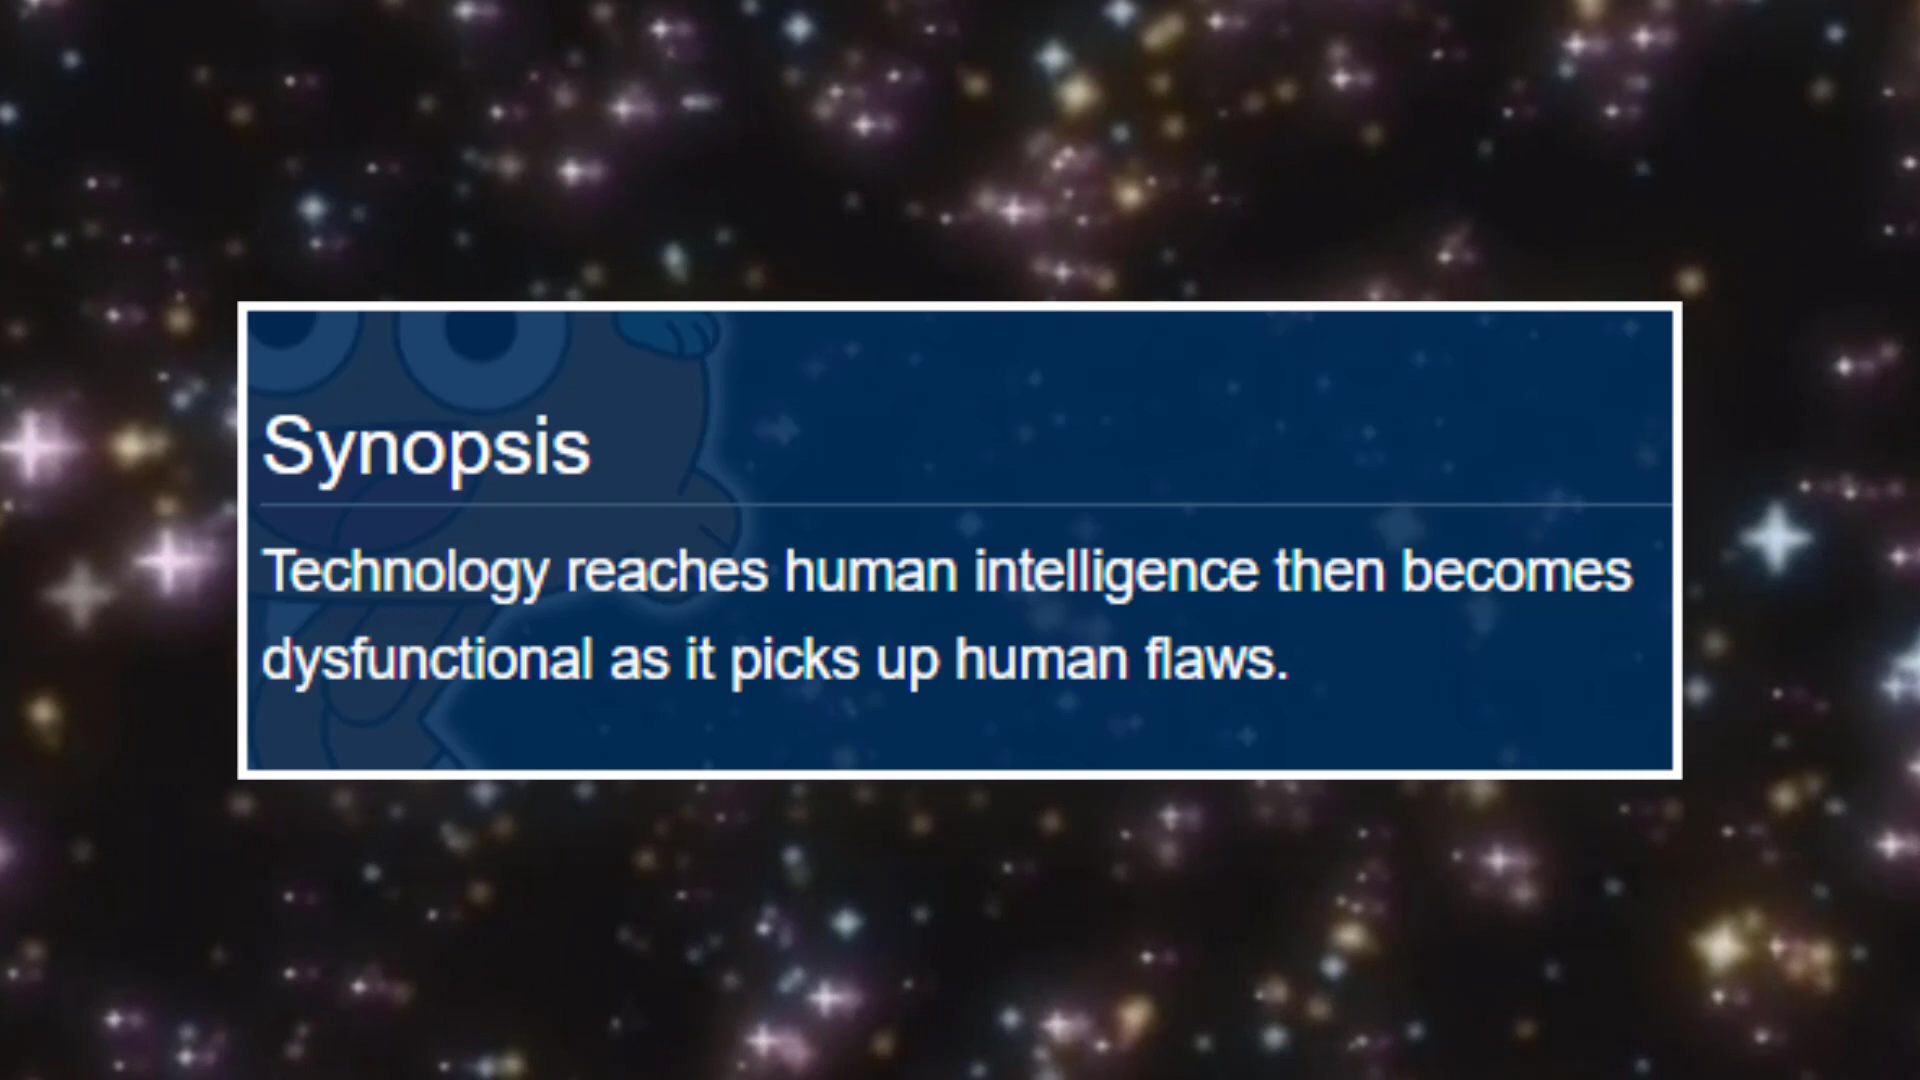 Synopsis
Technology reaches human intelligence then becomes
dysfunctional as it picks up human flaws.